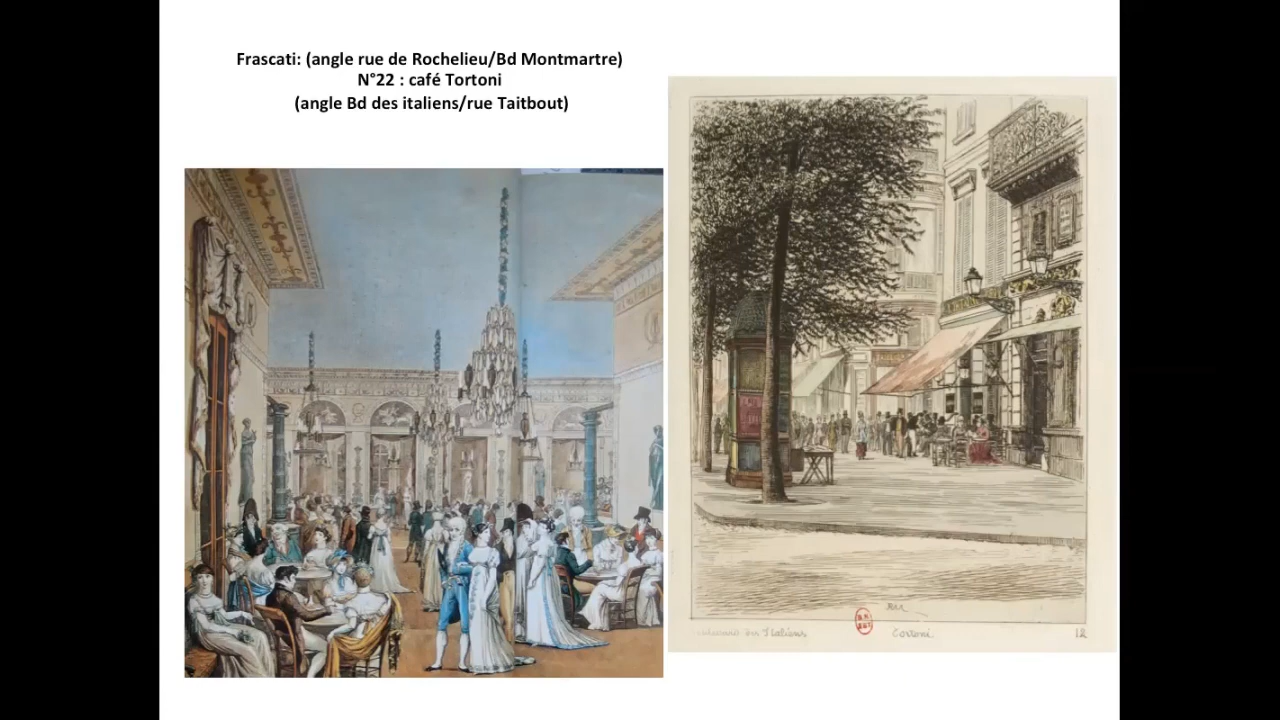 Frascati: (angle rue de Rochelieu/Bd Montmartre)
N°22 : café Tortoni
(angle Bd des italiens/rue Taitbout)
Tortoni
12